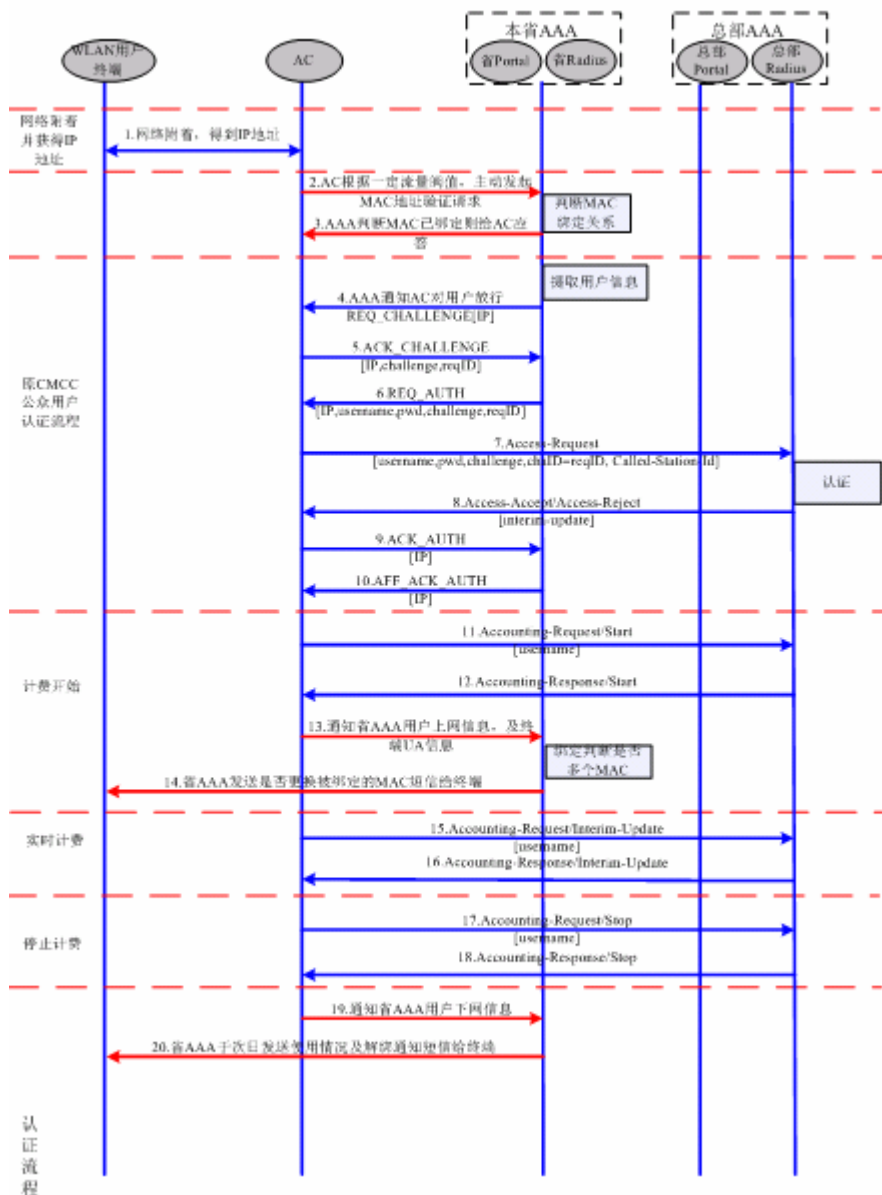 本省AAA
总部AAA
WLAN用户
终端
AC
省Portal
省Radius
总部
Portal
总部
Radius
网络附着
并获得IP
地址
1.网络附着，得到IP地址
2.AC根据一定流量阀值，主动发起
MAC地址验证请求
判断MAC
绑定关系
3.AAA判断MAC已绑定则给AC应
答
提取用户信息
4.AAA通知AC对用户放行
REQ_CHALLENGE[IP]
5.ACK_CHALLENGE
[IP,challenge,reqID]
原CMCC
公众用户
认证流程
6.REQ_AUTH
[IP,username,pwd,challenge,reqID]
7.Access-Request
[username,pwd,challenge,chaID=reqID, Called-Station-Id]
认证
8.Access-Accept/Access-Reject
[interim-update]
9.ACK_AUTH
[IP]
10.AFF_ACK_AUTH
[IP]
11.Accounting-Request/Start
[username]
计费开始
12.Accounting-Response/Start
13.通知省AAA用户上网信息，及终
端UA信息
绑定判断是否
多个MAC
14.省AAA发送是否更换被绑定的MAC短信给终端
实时计费
15.Accounting-Request/Interim-Update
[username]
16.Accounting-Response/Interim-Update
17.Accounting-Request/Stop
[username]
停止计费
18.Accounting-Response/Stop
19.通知省AAA用户下网信息
20.省AAA于次日发送使用情况及解绑通知短信给终端
认
证
流
程